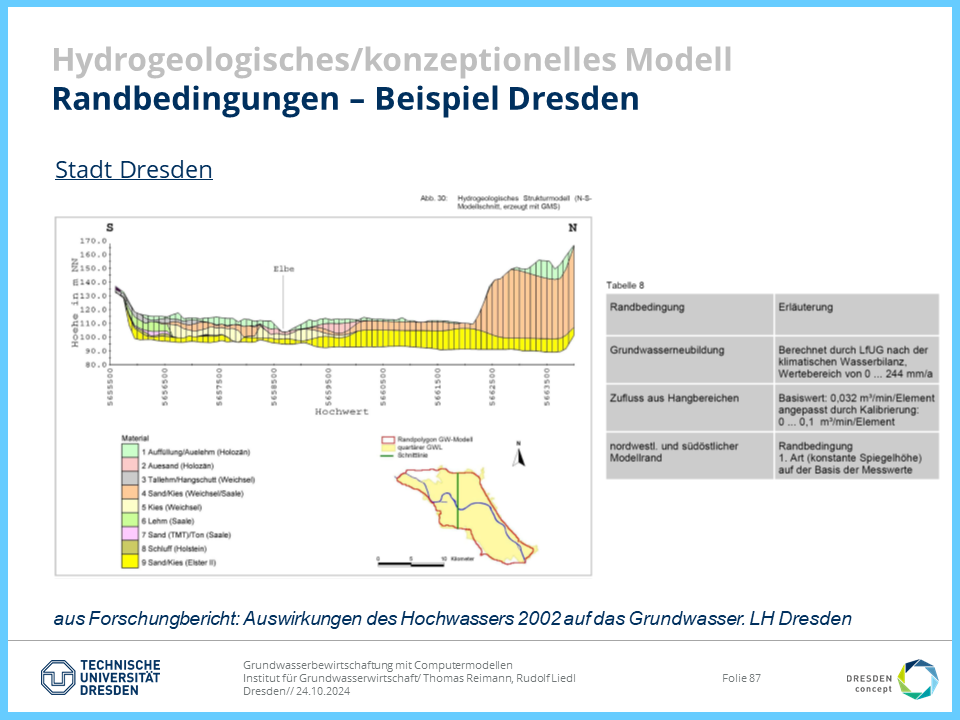 Hydrogeologisches/konzeptionelles Modell
Randbedingungen – Beispiel Dresden
Stadt Dresden
Abb. 30: Hydrogeologisches Strukturmodell (N-S-
Modellschnitt, erzeugt mit GMS)
S
N
Hoehe in m NN
170.0
160.0
150.0
140.0
130.0
120.0
110.0
100.0
90.0
80.0
Elbe
5655500
5656500
5657500
5658500
5659500
5660500
5661500
5662500
5663500
Hochwert
Material
1 Auffüllung/Auelehm (Holozän)
2 Auesand (Holozän)
3 Tallehm/Hangschutt (Weichsel)
4 Sand/Kies (Weichsel/Saale)
5 Kies (Weichsel)
6 Lehm (Saale)
7 Sand (TMT)/Ton (Saale)
8 Schluff (Holstein)
9 Sand/Kies (Elster II)
Randpolygon GW-Modell
quartärer GWL
Schnittlinie
N
0 5 10 Kilometer
Tabelle 8
Randbedingung Erläuterung
Grundwasserneubildung Berechnet durch LfUG nach der
klimatischen Wasserbilanz,
Wertebereich von 0 ... 244 mm/a
Zufluss aus Hangbereichen Basiswert: 0,032 m³/min/Element
angepasst durch Kalibrierung:
0 ... 0,1 m³/min/Element
nordwestl. und südöstlicher Randbedingung
Modellrand 1. Art (konstante Spiegelhöhe)
auf der Basis der Messwerte
aus Forschungbericht: Auswirkungen des Hochwassers 2002 auf das Grundwasser. LH Dresden
TECHNISCHE
UNIVERSITÄT
DRESDEN
Grundwasserbewirtschaftung mit Computermodellen
Institut für Grundwasserwirtschaft/ Thomas Reimann, Rudolf Liedl
Dresden// 24.10.2024
Folie 87
DRESDEN
concept